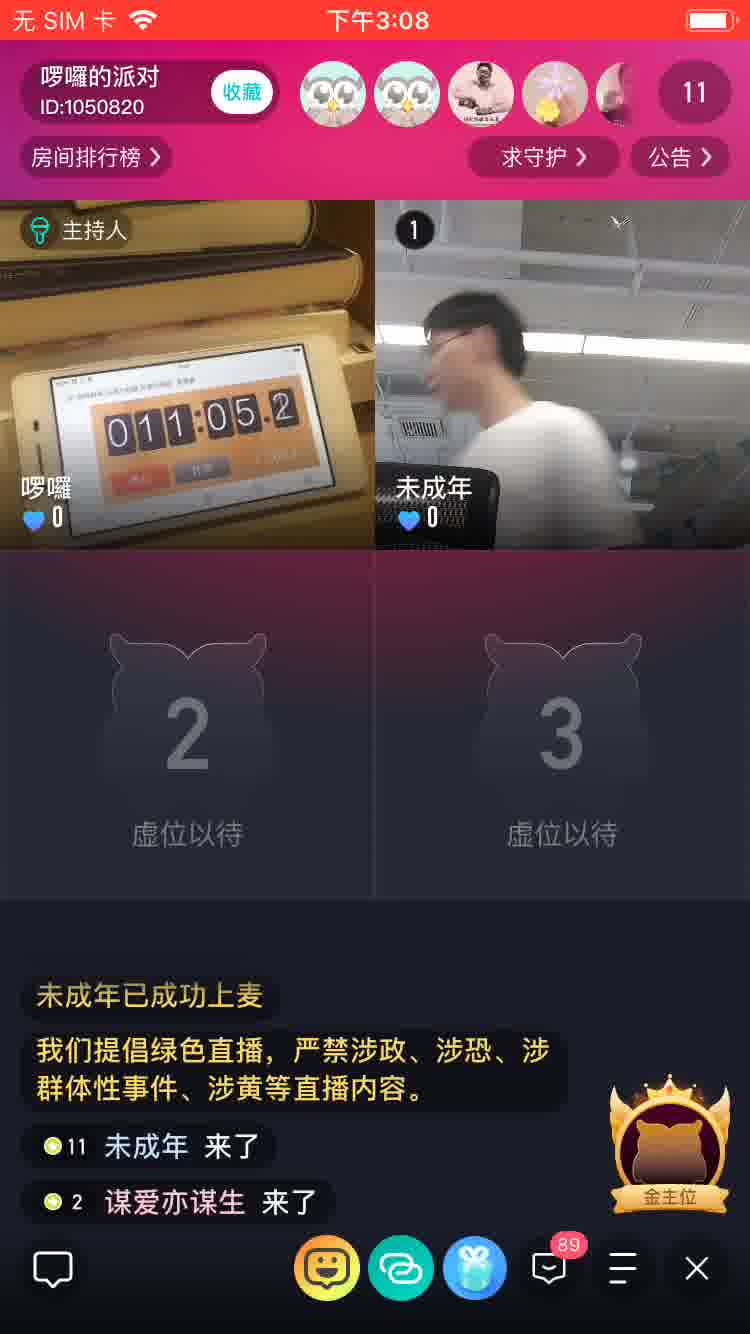 无 SIM 卡
下午3:08
啰囉的派对
ID:1050820
收藏
11
房间排行榜
求守护
公告
主持人
1
011:05.2
啰囉
0
未成年
0
2
虚位以待
3
虚位以待
未成年已成功上麦
我们提倡绿色直播，严禁涉政、涉恐、涉
群体性事件、涉黄等直播内容。
11 未成年 来了
2 谋爱亦谋生 来了
金主位
89